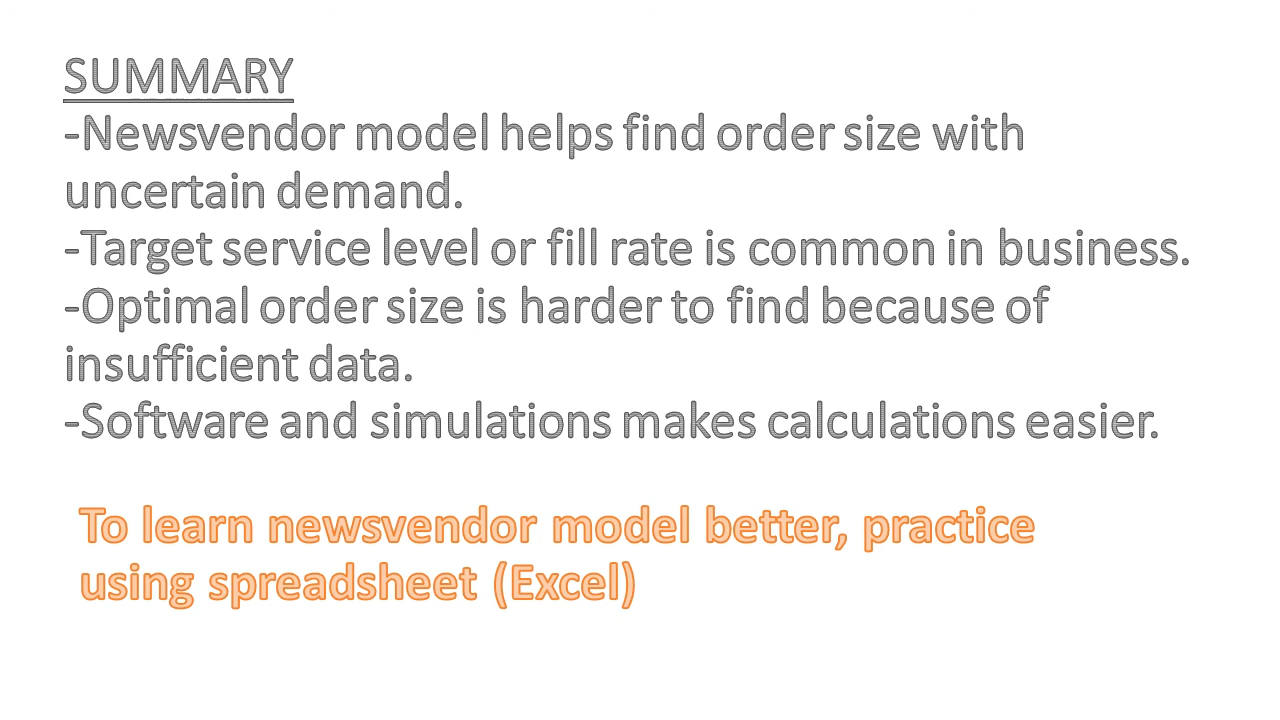 SUMMARY
-Newsvendor model helps find order size with
uncertain demand.
-Target service level or fill rate is common in business.
-Optimal order size is harder to find because of
insufficient data.
-Software and simulations makes calculations easier.
To learn newsvendor model better, practice
using spreadsheet (Excel)